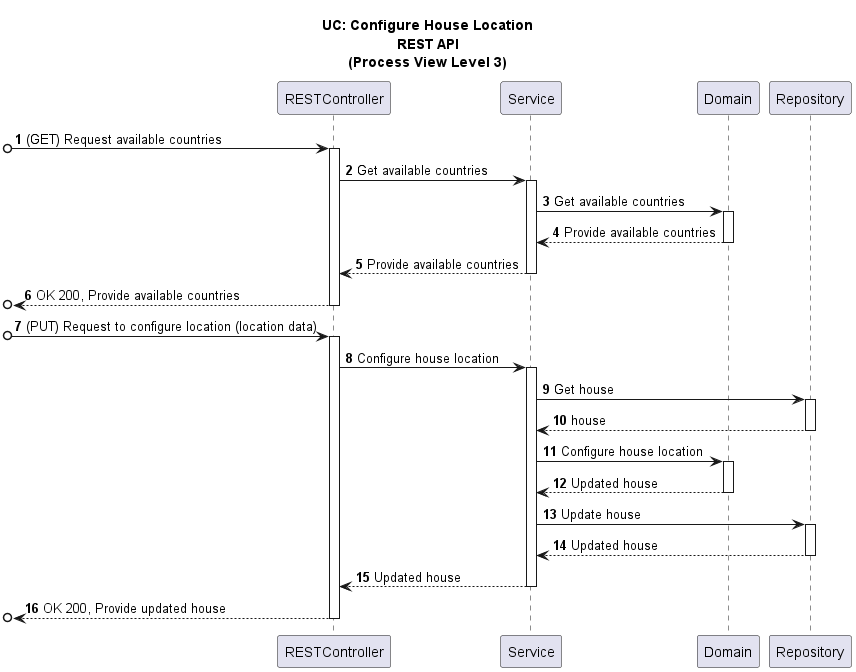 UC: Configure House Location
REST API
(Process View Level 3)
RESTController
Service
Domain
Repository
1 (GET) Request available countries
2 Get available countries
3 Get available countries
4 Provide available countries
5 Provide available countries
6 OK 200, Provide available countries
7 (PUT) Request to configure location (location data)
8 Configure house location
9 Get house
10 house
11 Configure house location
12 Updated house
13 Update house
14 Updated house
15 Updated house
16 OK 200, Provide updated house
RESTController
Service
Domain
Repository